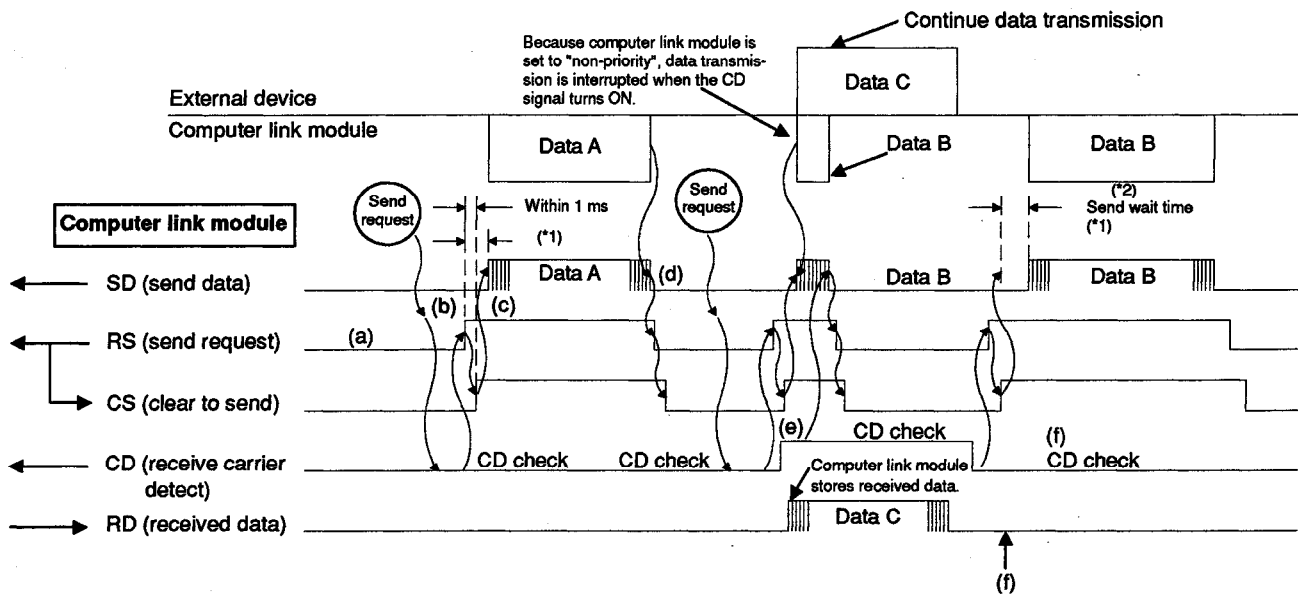 Continue data transmission
Because computer link module is
set to "non-priority", data transmis-
sion is interrupted when the CD
signal turns ON.
Data C
External device
Computer link module
Data A
Data B
Data B
Data B
(*2)
Send
request
Send
request
Computer link module
Within 1 ms
Send wait time
(*1)
(*1)
SD (send data)
Data A
(d)
Data B
Data B
(b)
(c)
RS (send request)
(a)
CS (clear to send)
(e)
CD check
(f)
CD (receive carrier
detect)
CD check
CD check
CD check
Computer link module
stores received data.
RD (received data)
Data C
(f)